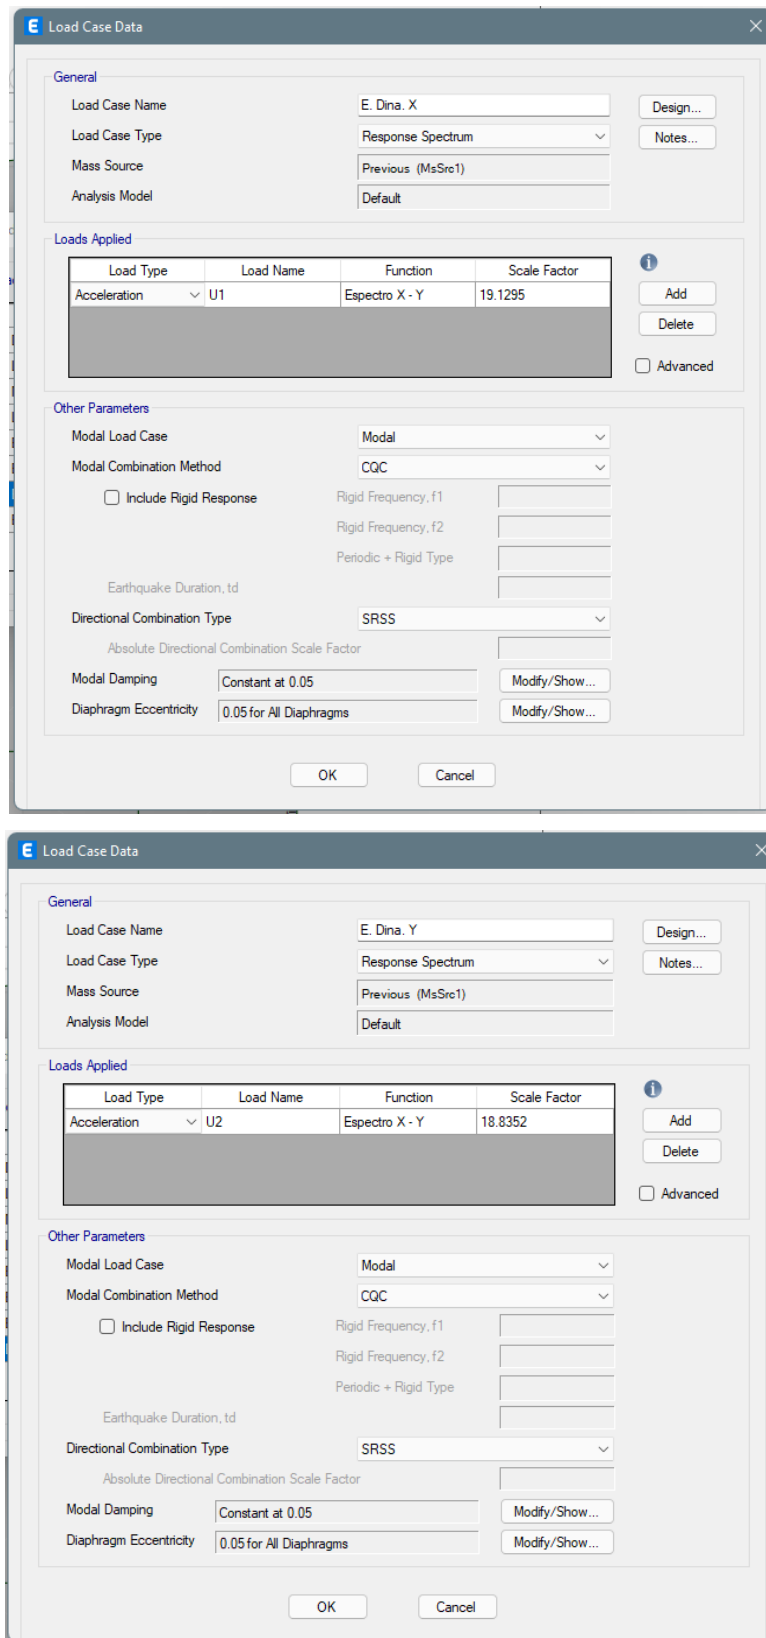 E Load Case Data
General
Load Case Name E. Dina. X Design...
Load Case Type Response Spectrum Notes...
Mass Source Previous (MsSrc1)
Analysis Model Default
Loads Applied
Load Type Load Name Function Scale Factor
Acceleration U1 Espectro X - Y 19.1295 Add
Delete
Advanced
Other Parameters
Modal Load Case Modal
Modal Combination Method CQC
Include Rigid Response Rigid Frequency, f1
Rigid Frequency, f2
Periodic + Rigid Type
Earthquake Duration, td
Directional Combination Type SRSS
Absolute Directional Combination Scale Factor
Modal Damping Constant at 0.05 Modify/Show...
Diaphragm Eccentricity 0.05 for All Diaphragms Modify/Show...
OK Cancel
E Load Case Data
General
Load Case Name E. Dina. Y Design...
Load Case Type Response Spectrum Notes...
Mass Source Previous (MsSrc1)
Analysis Model Default
Loads Applied
Load Type Load Name Function Scale Factor
Acceleration U2 Espectro X - Y 18.8352 Add
Delete
Advanced
Other Parameters
Modal Load Case Modal
Modal Combination Method CQC
Include Rigid Response Rigid Frequency, f1
Rigid Frequency, f2
Periodic + Rigid Type
Earthquake Duration, td
Directional Combination Type SRSS
Absolute Directional Combination Scale Factor
Modal Damping Constant at 0.05 Modify/Show...
Diaphragm Eccentricity 0.05 for All Diaphragms Modify/Show...
OK Cancel